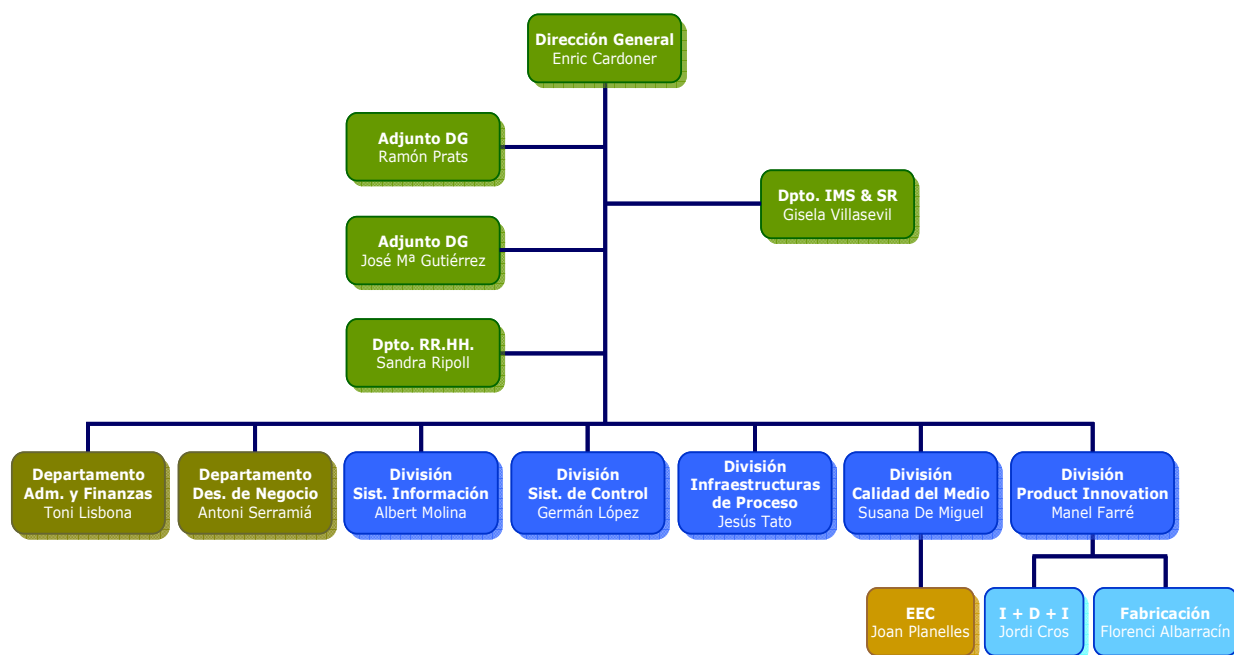 Dirección General
Enric Cardoner
Adjunto DG
Ramón Prats
Dpto. IMS & SR
Gisela Villasevil
Adjunto DG
José Mª Gutiérrez
Dpto. RR.HH.
Sandra Ripoll
Departamento
Adm. y Finanzas
Toni Lisbona
Departamento
Des. de Negocio
Antoni Serramiá
División
Sist. Información
Albert Molina
División
Sist. de Control
Germán López
División
Infraestructuras
de Proceso
Jesús Tato
División
Calidad del Medio
Susana De Miguel
División
Product Innovation
Manel Farré
EEC
Joan Planelles
I + D + I
Jordi Cros
Fabricación
Florenci Albarracín